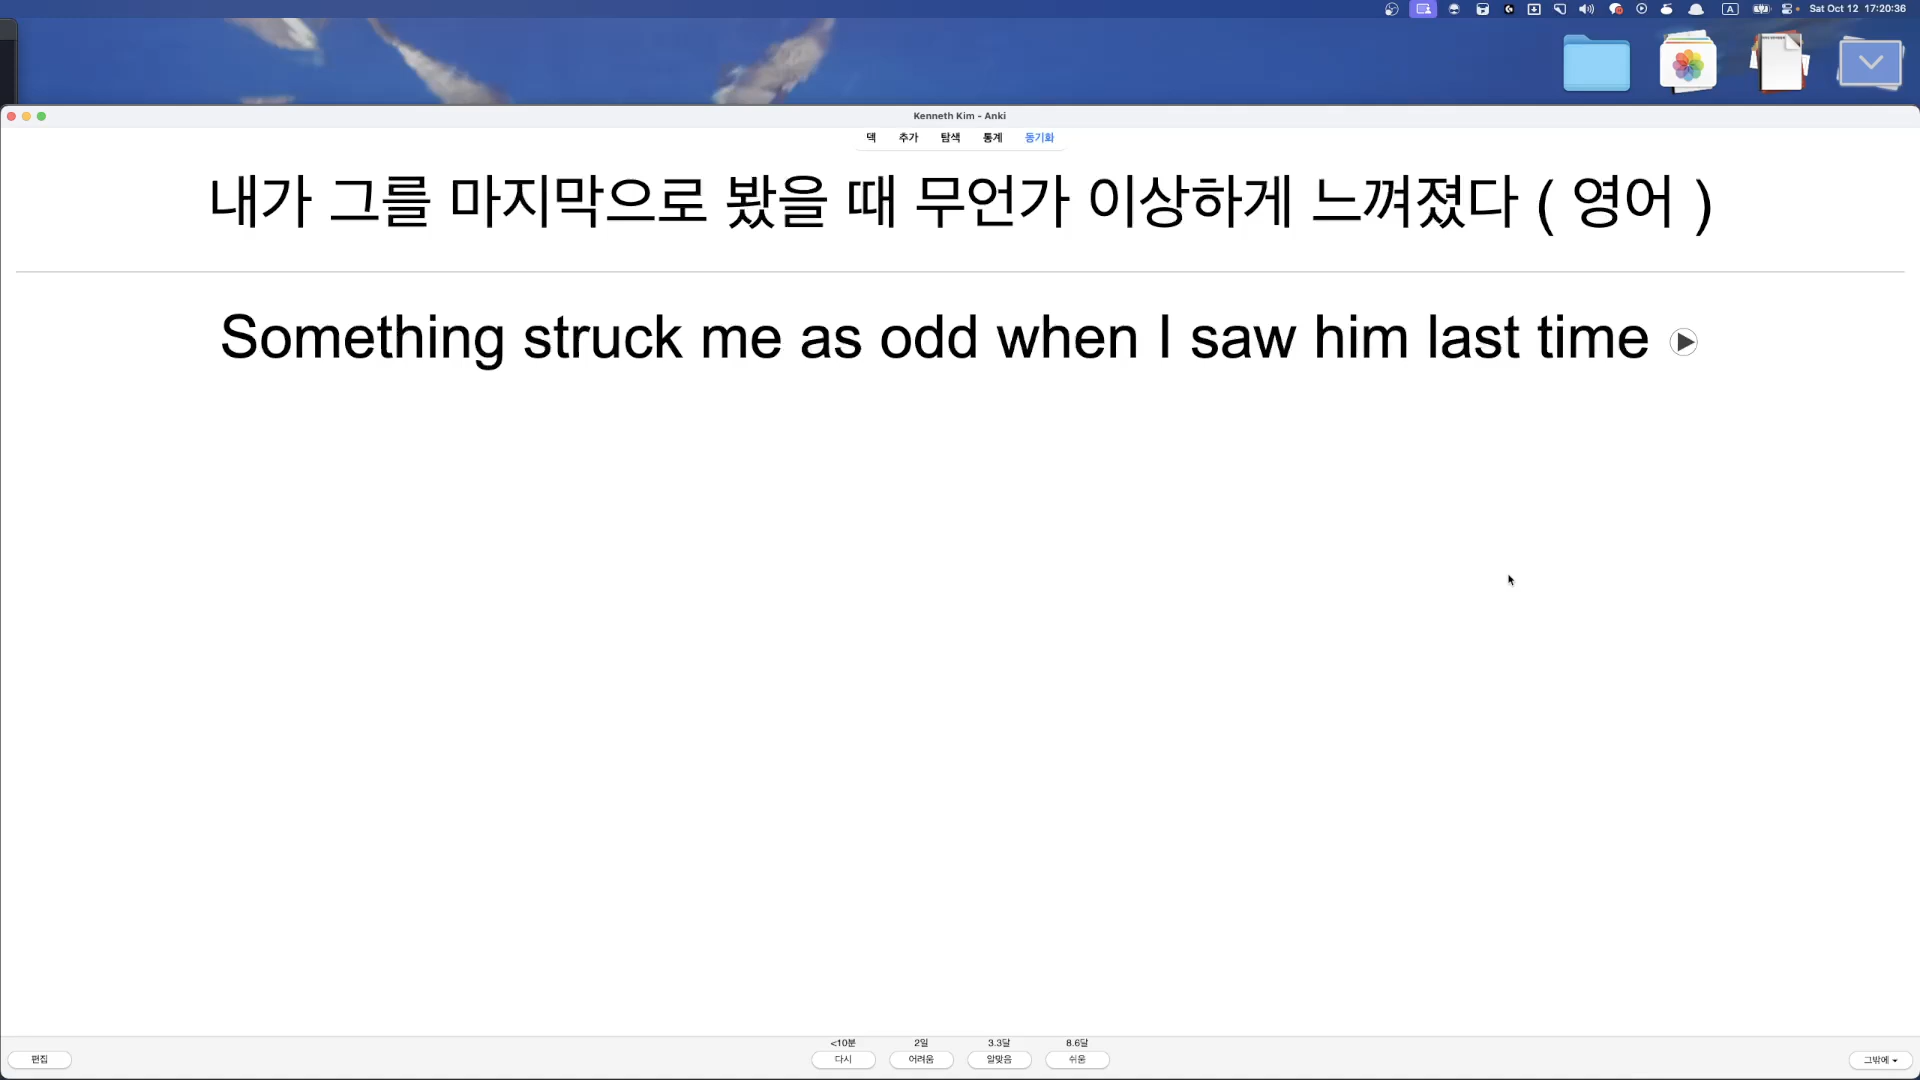 Sat Oct 12 17:20:36
Kenneth Kim - Anki
덱 추가 탐색 통계 동기화
내가 그를 마지막으로 봤을 때 무언가 이상하게 느껴졌다 ( 영어 )
Something struck me as odd when I saw him last time
<10분 2일 3.3달 8.6달
편집 다시 어려움 알맞음 쉬움 그밖에